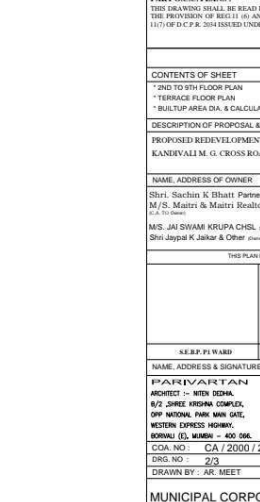 THIS DRAWING SHALL BE READ
THE PROVISION OF REG.11 (6) AN
11(7) OF D.C.P.R. 2034 ISSUED UND
CONTENTS OF SHEET
* 2ND TO 9TH FLOOR PLAN
* TERRACE FLOOR PLAN
* BUILTUP AREA DIA. & CALCULA
DESCRIPTION OF PROPOSAL &
PROPOSED REDEVELOPMEN
KANDIVALI M. G. CROSS ROA
NAME, ADDRESS OF OWNER
Shri. Sachin K Bhatt Partne
M/S. Maitri & Maitri Realto
(C.A. TO Owner)
M/S. JAI SWAMI KRUPA CHSL
Shri Jaypal K Jaikar & Other
THIS PLAN
S.E.B.P. P1 WARD
NAME, ADDRESS & SIGNATURE
PARIVARTAN
ARCHITECT :- NITEN DEDHIA.
B/2 ,SHREE KRISHNA COMPLEX,
OPP NATIONAL PARK MAIN GATE,
WESTERN EXPRESS HIGHWAY.
BORIVALI (E), MUMBAI - 400 066.
COA. NO : CA / 2000 / 2
DRG. NO : 2/3
DRAWN BY : AR. MEET
MUNICIPAL CORPO